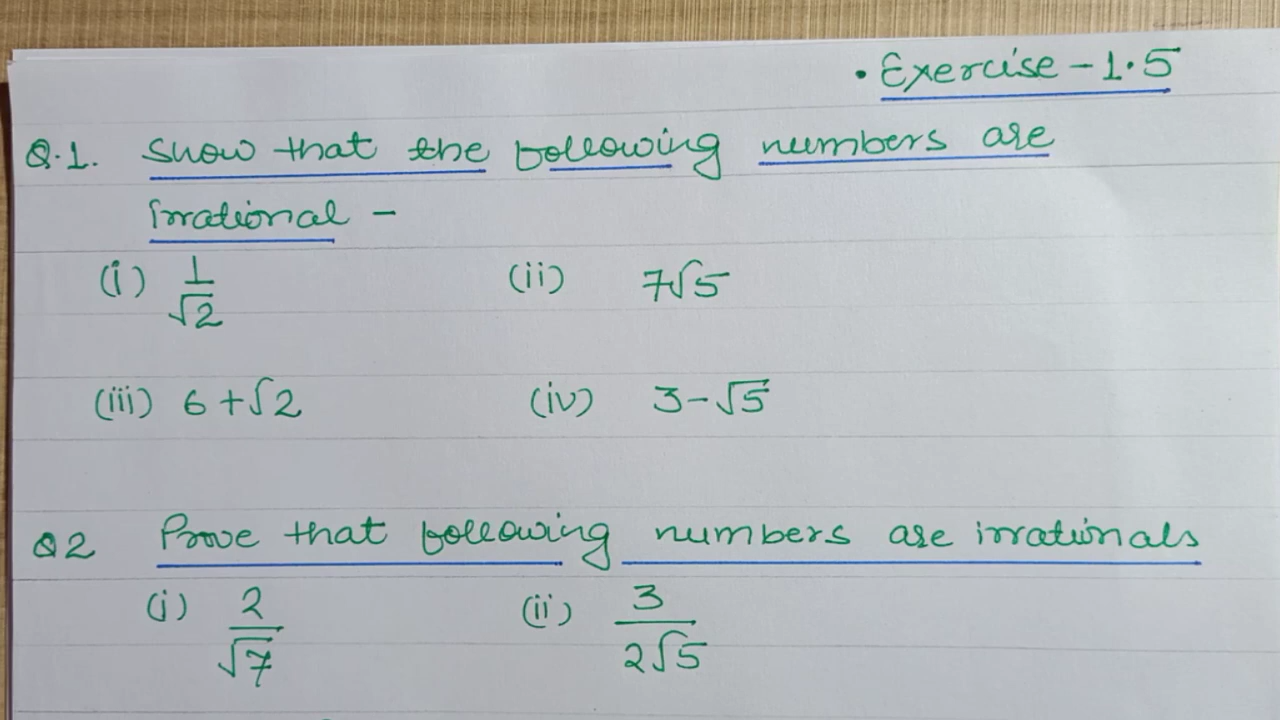 • Exercise - 1.5
Q.1. Show that the following numbers are
irrational -
(i) 1/√2 (ii) 7√5
(iii) 6+√2 (iv) 3-√5
Q2 Prove that following numbers are irrationals
(i) 2/√7 (ii) 3/2√5